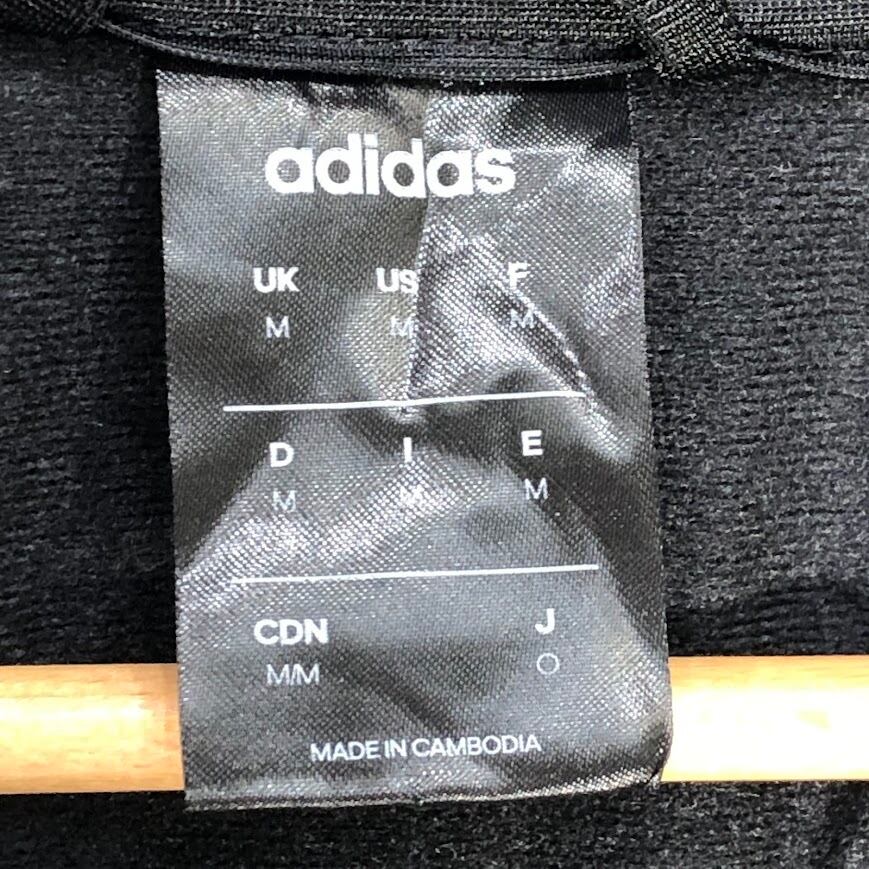 adidas
UK US F
M M M
D I E
M M M
CDN J
M/M O
MADE IN CAMBODIA